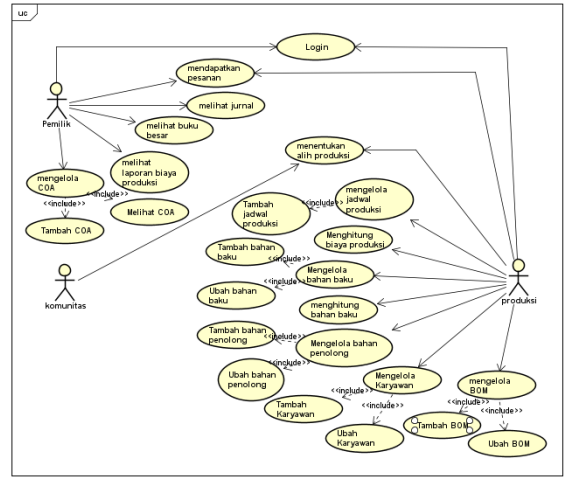 uc
Login
mendapatkan
pesanan
melihat jurnal
Pemilik
melihat buku
besar
menentukan
alih produksi
melihat
laporan biaya
produksi
mengelola
COA
<<include>>
<<include>>
Melihat COA
Tambah COA
mengelola
jadwal
produksi
Tambah
jadwal
produksi
<<include>>
Menghitung
biaya produksi
Tambah bahan
baku
<<include>>
Mengelola
bahan baku
komunitas
produksi
Ubah bahan
baku
<<include>>
menghitung
bahan baku
Tambah bahan
penolong
<<include>>
Mengelola bahan
penolong
<<include>>
Ubah bahan
penolong
Mengelola
Karyawan
mengelola
BOM
<<include>>
<<include>>
<<include>>
<<include>>
Tambah
Karyawan
Tambah BOM
Ubah
Karyawan
Ubah BOM